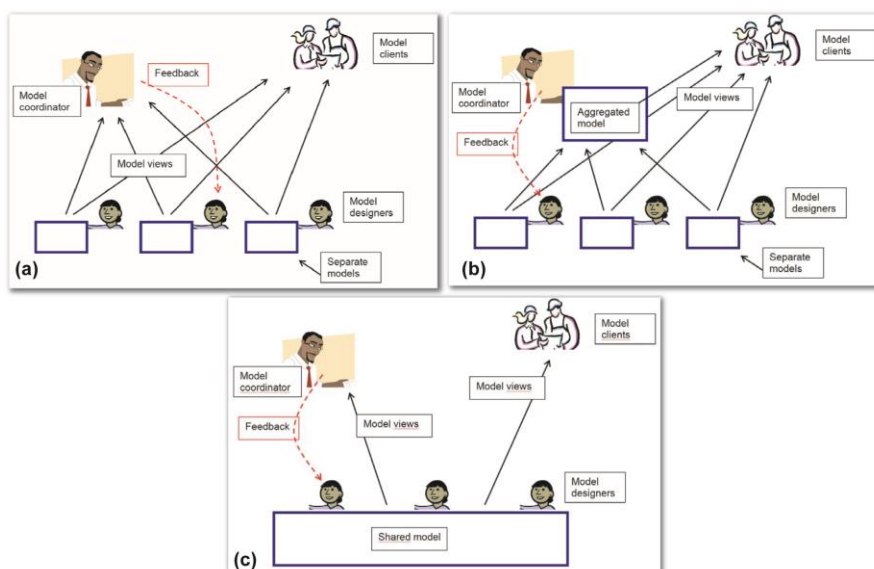 Model
clients
Feedback
Model
coordinator
Model views
Model
designers
Separate
models
(a)
Model
clients
Model
coordinator
Model views
Aggregated
model
Feedback
Model
designers
Separate
models
(b)
Model
clients
Model
coordinator
Model views
Feedback
Model views
Model
designers
Shared model
(c)